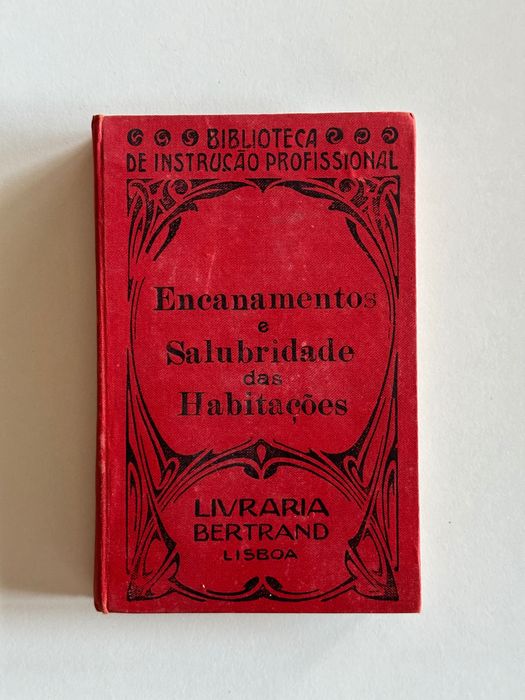 BIBLIOTECA
DE INSTRUCÃO PROFISSIONAL
Encanamentos
e
Salubridade
das
Habitações
LIVRARIA
BERTRAND
LISBOA